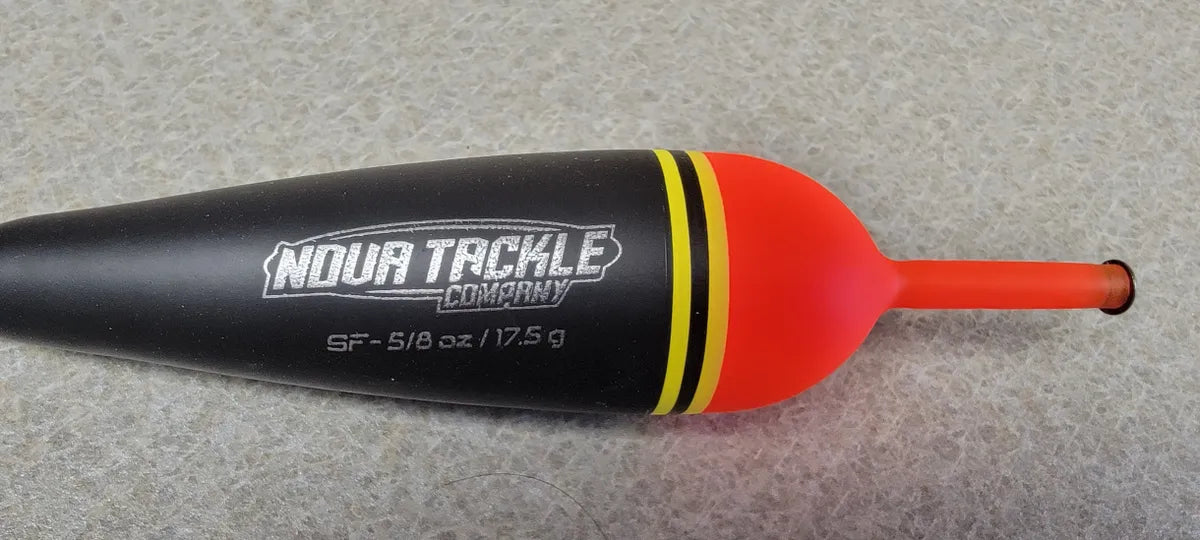 NOVA TACKLE
COMPANY
SF - 5/8 oz / 17.5 g